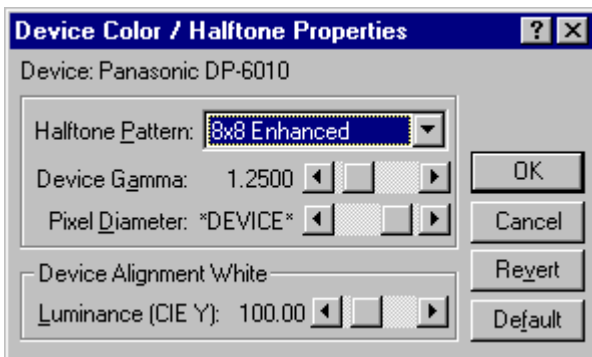 Device Color / Halftone Properties
Device: Panasonic DP-6010
Halftone Pattern: 8x8 Enhanced
Device Gamma: 1.2500
Pixel Diameter: *DEVICE*
Device Alignment White
Luminance (CIE Y): 100.00
OK
Cancel
Revert
Default